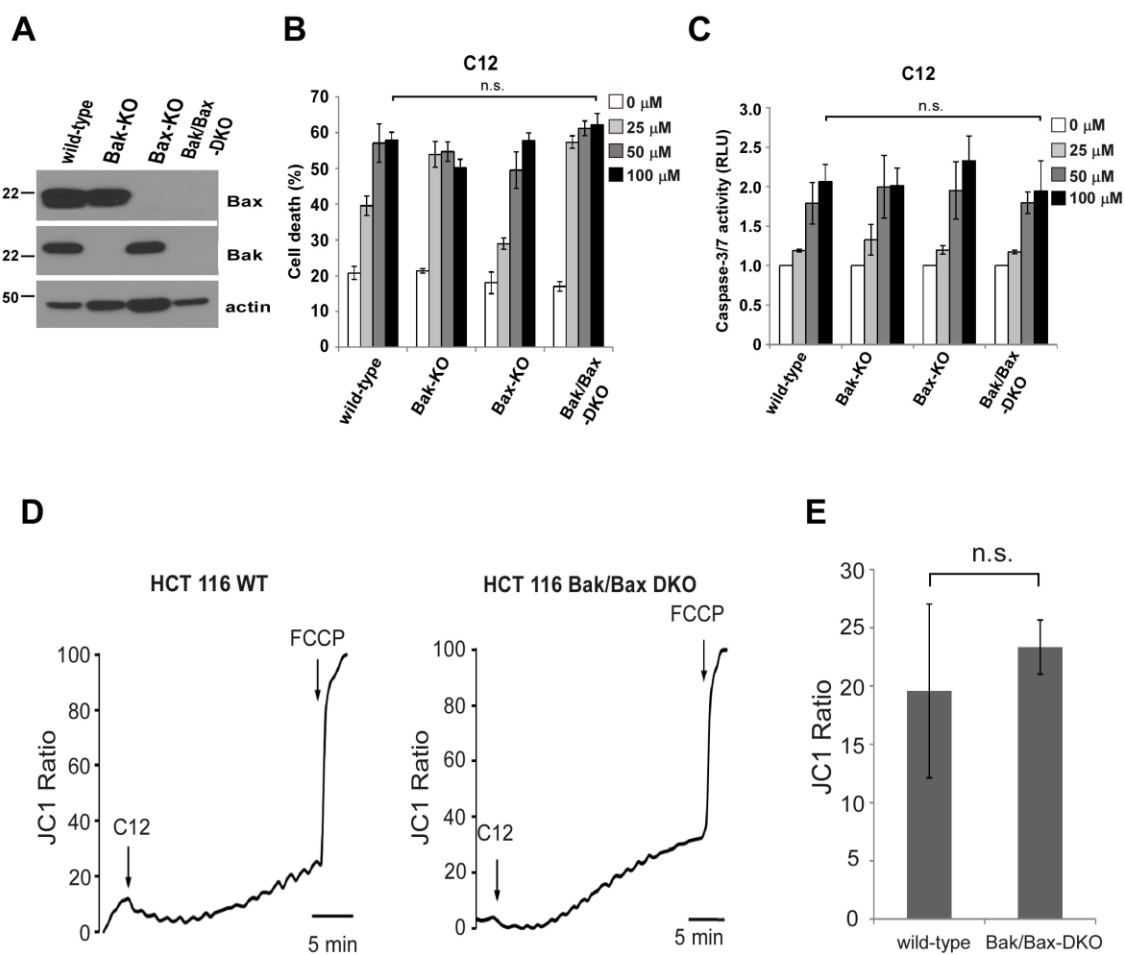 A
wild-type
Bak-KO
Bax-KO
Bak/Bax
-DKO
22
Bax
22
Bak
50
actin
B
C12
n.s.
70
60
50
40
30
20
10
0
Cell death (%)
0 μM
25 μM
50 μM
100 μM
wild-type
Bak-KO
Bax-KO
Bak/Bax
-DKO
C
C12
n.s.
3.0
2.5
2.0
1.5
1.0
0.5
0
Caspase-3/7 activity (RLU)
0 μM
25 μM
50 μM
100 μM
wild-type
Bak-KO
Bax-KO
Bak/Bax
-DKO
D
HCT 116 WT
FCCP
100
80
60
40
20
0
JC1 Ratio
C12
5 min
HCT 116 Bak/Bax DKO
FCCP
100
80
60
40
20
0
JC1 Ratio
C12
5 min
E
n.s.
30
25
20
15
10
5
0
JC1 Ratio
wild-type
Bak/Bax-DKO